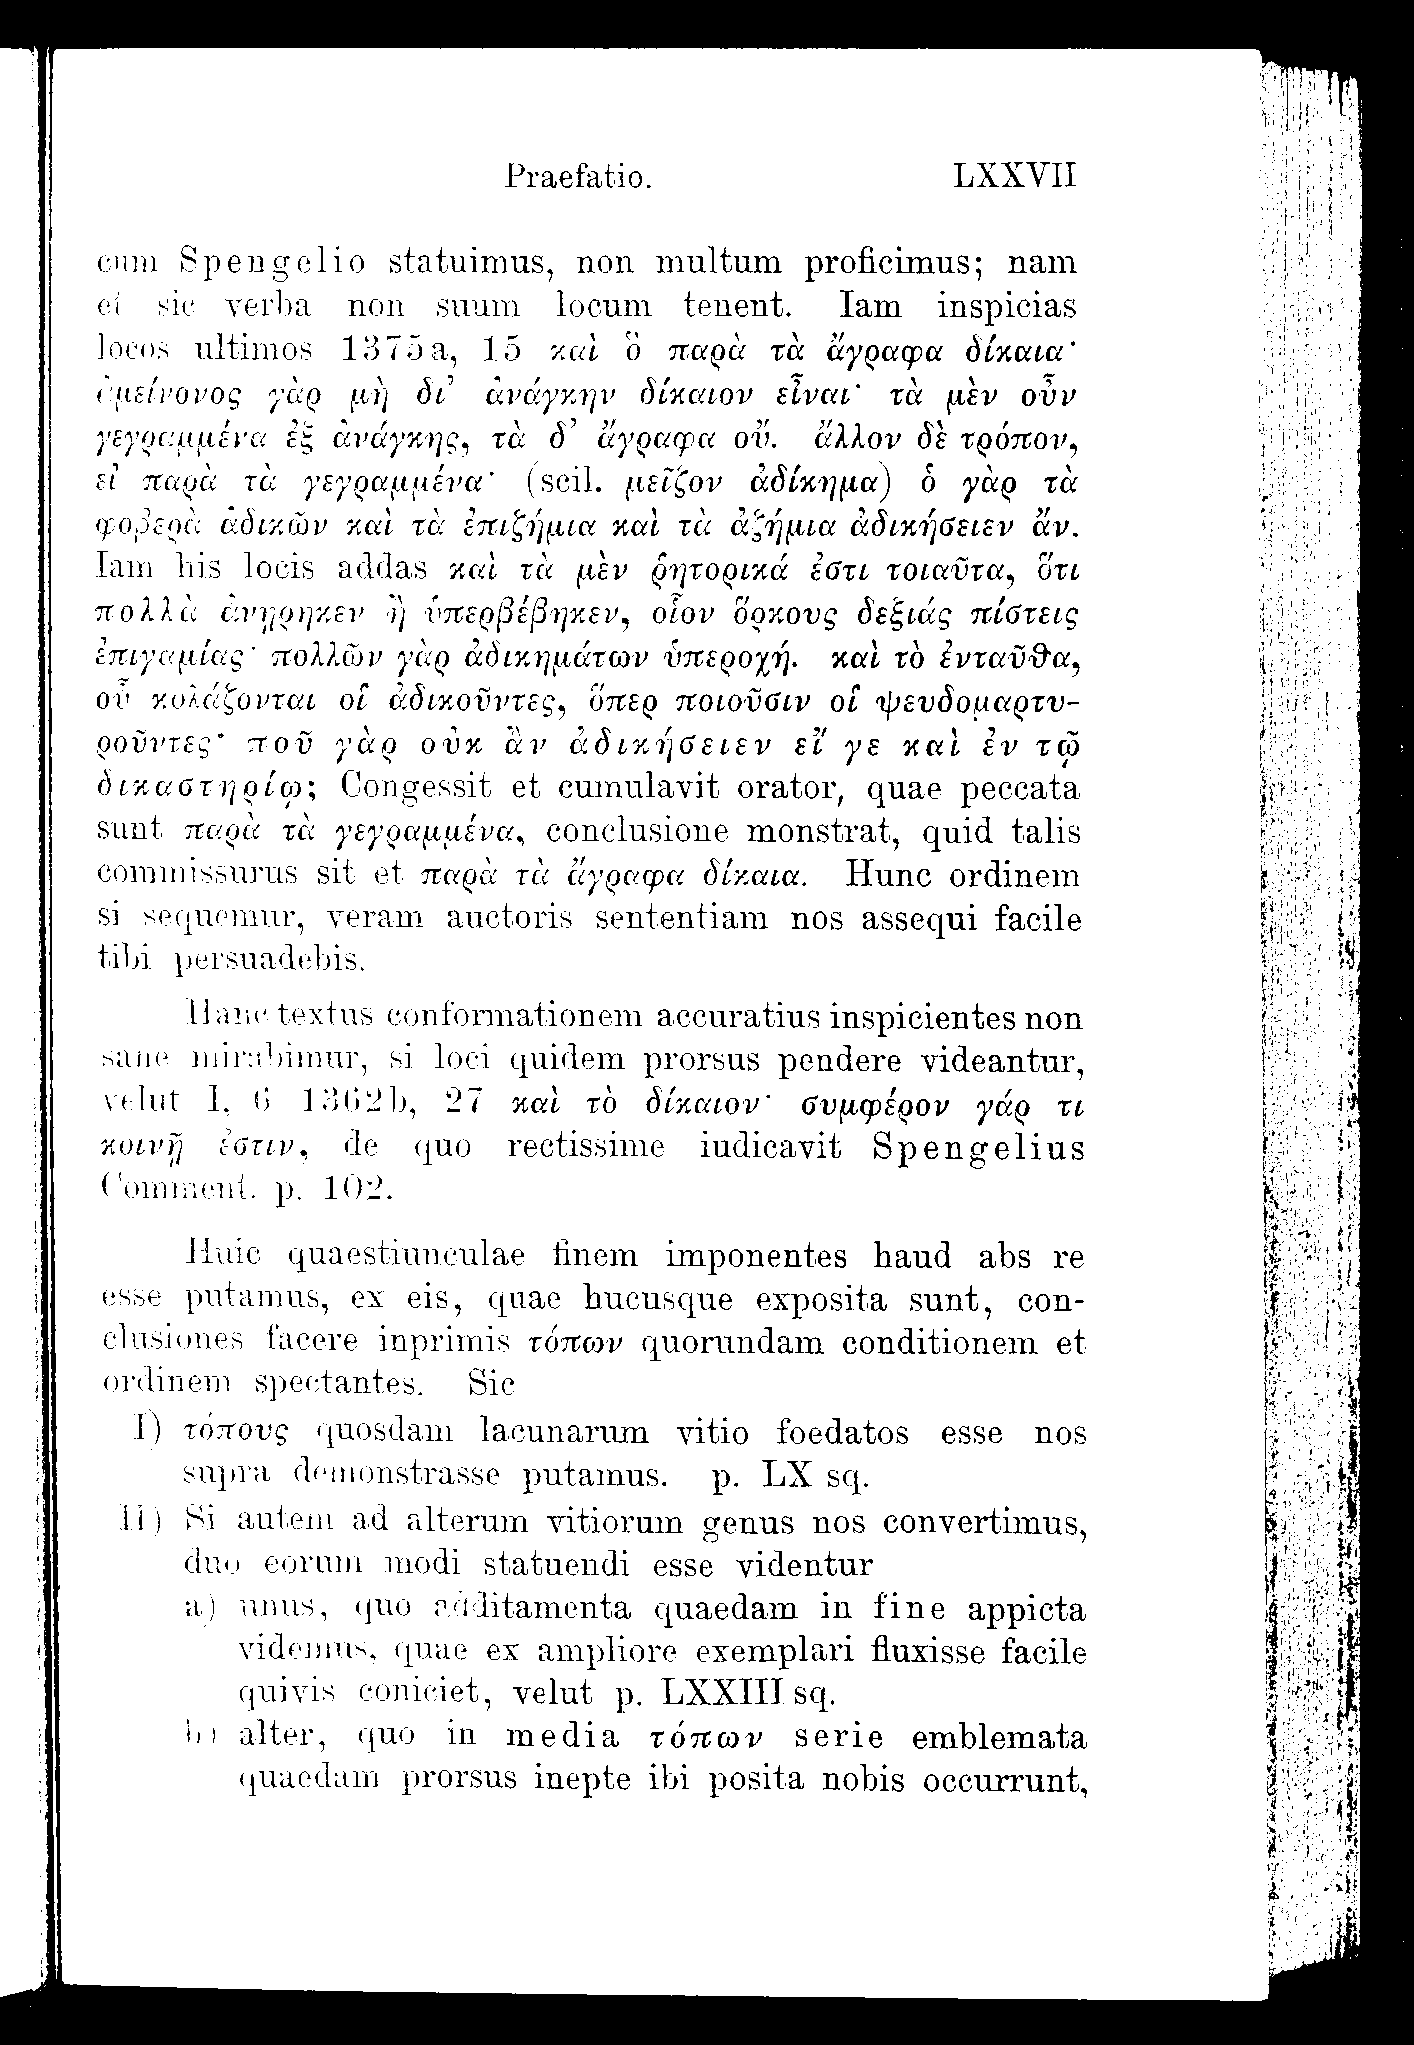 Praefatio. LXXVII
cum Spengelio statuimus, non multum proficimus; nam
et sic verba non suum locum tenent. Iam inspicias
locos ultimos 1375a, 15 καὶ ὃ παρὰ τὰ ἄγραφα δίκαια·
ἀμείνονος γὰρ μὴ δι’ ἀνάγκην δίκαιον εἶναι· τὰ μὲν οὖν
γεγραμμένα ἐξ ἀνάγκης, τὰ δ’ ἄγραφα οὔ. ἄλλον δὲ τρόπον,
εἰ παρὰ τὰ γεγραμμένα· (scil. μεῖζον ἀδίκημα) ὁ γὰρ τὰ
φοβερὰ ἀδικῶν καὶ τὰ ἐπιζήμια καὶ τὰ ἀζήμια ἀδικήσειεν ἄν.
Iam his locis addas καὶ τὰ μὲν ῥητορικά ἐστι τοιαῦτα, ὅτι
πολλὰ ἀνῃρηκεν ἢ ὑπερβέβηκεν, οἷον ὅρκους δεξιάς πίστεις
ἐπιγαμίας· πολλῶν γὰρ ἀδικημάτων ὑπεροχή. καὶ τὸ ἐνταῦθα,
οὗ κολάζονται οἱ ἀδικοῦντες, ὅπερ ποιοῦσιν οἱ ψευδομαρτυ-
ροῦντες· ποῦ γὰρ οὐκ ἂν ἀδικήσειεν εἴ γε καὶ ἐν τῷ
δικαστηρίῳ; Congessit et cumulavit orator, quae peccata
sunt παρὰ τὰ γεγραμμένα, conclusione monstrat, quid talis
commissurus sit et παρὰ τὰ ἄγραφα δίκαια. Hunc ordinem
si sequemur, veram auctoris sententiam nos assequi facile
tibi persuadebis.
Hanc textus conformationem accuratius inspicientes non
sane mirabimur, si loci quidem prorsus pendere videantur,
velut I, 6 1362b, 27 καὶ τὸ δίκαιον· συμφέρον γάρ τι
κοινῇ ἐστιν, de quo rectissime iudicavit Spengelius
Comment. p. 102.
Huic quaestiunculae finem imponentes haud abs re
esse putamus, ex eis, quae hucusque exposita sunt, con-
clusiones facere inprimis τόπων quorundam conditionem et
ordinem spectantes. Sic
I) τόπους quosdam lacunarum vitio foedatos esse nos
supra demonstrasse putamus. p. LX sq.
II) Si autem ad alterum vitiorum genus nos convertimus,
duo eorum modi statuendi esse videntur
a) unus, quo additamenta quaedam in fine appicta
videmus, quae ex ampliore exemplari fluxisse facile
quivis coniciet, velut p. LXXIII sq.
b) alter, quo in media τόπων serie emblemata
quaedam prorsus inepte ibi posita nobis occurrunt,